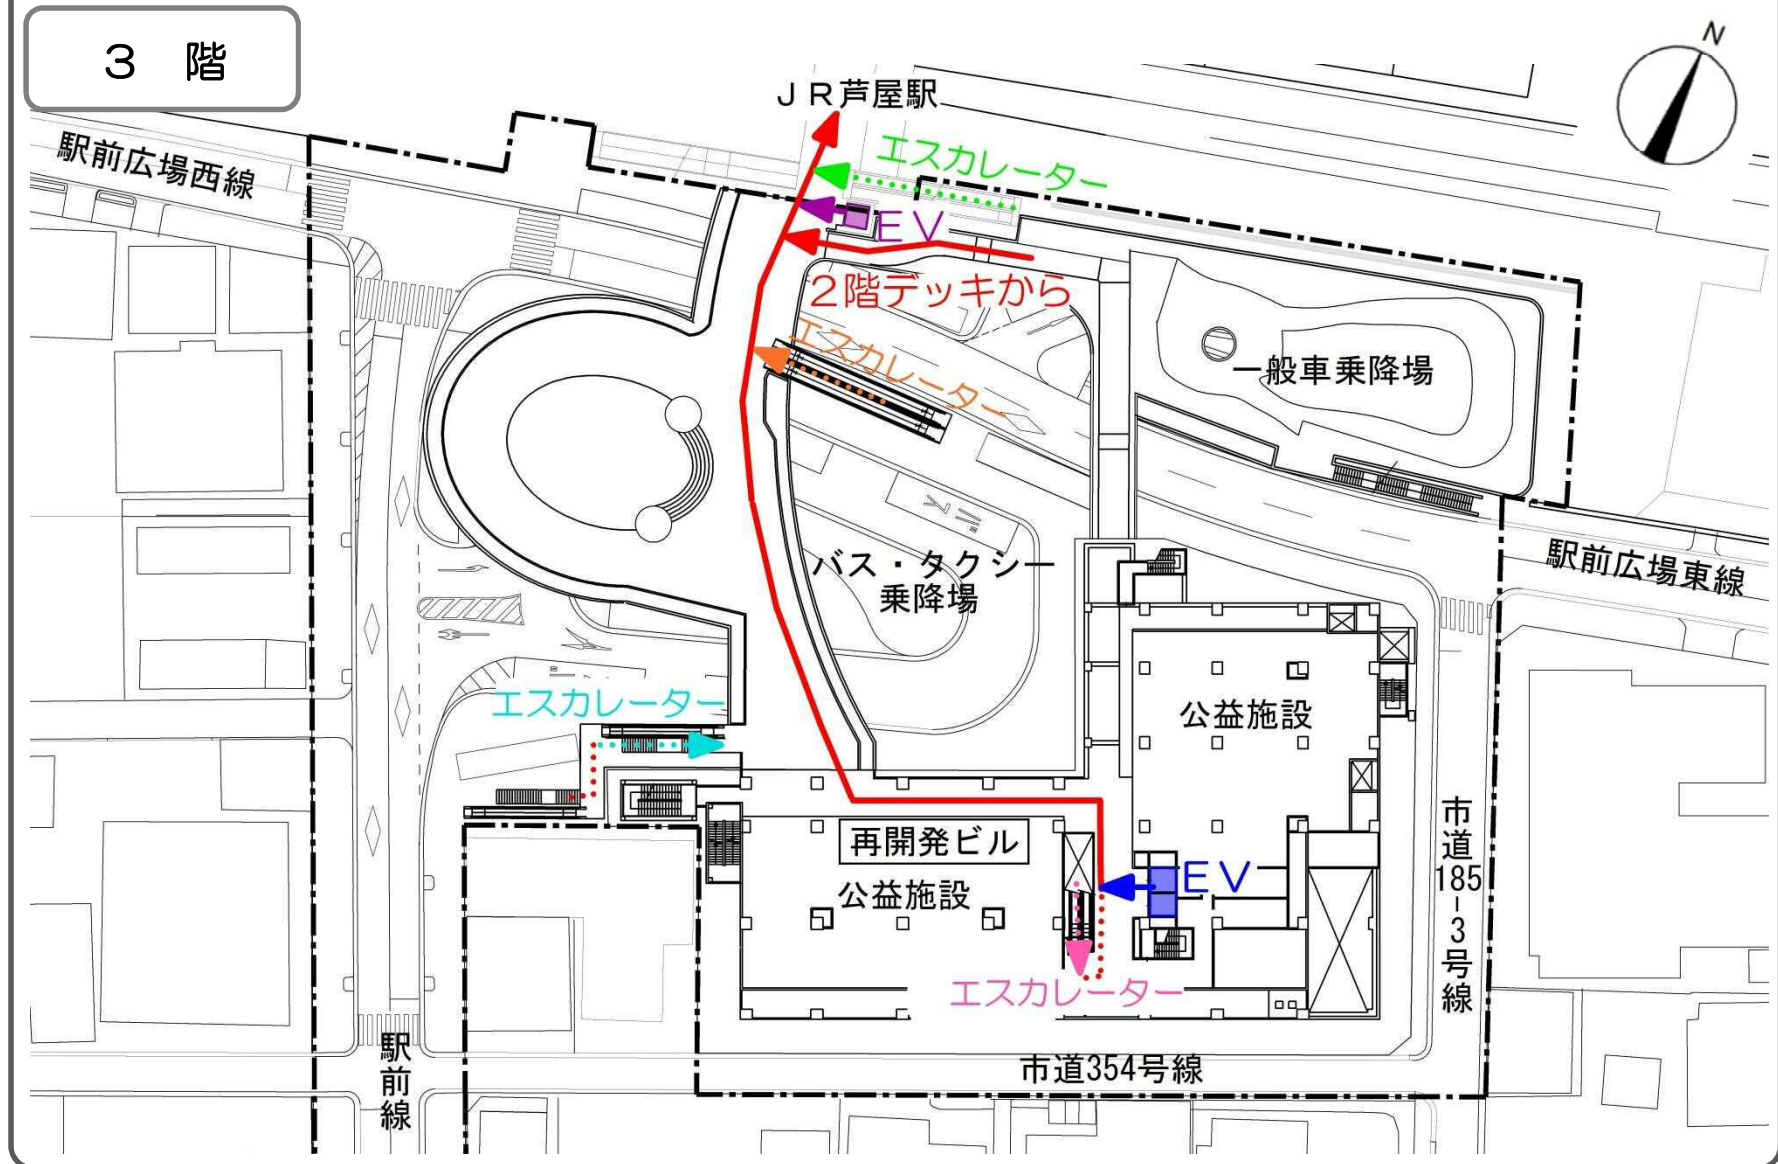 ３　階
N
ＪＲ芦屋駅
駅前広場西線
エスカレーター
ＥＶ
２階デッキから
エスカレーター
一般車乗降場
バス・タクシー
乗降場
駅前広場東線
エスカレーター
公益施設
再開発ビル
公益施設
ＥＶ
エスカレーター
市道185-3号線
駅前線
市道354号線